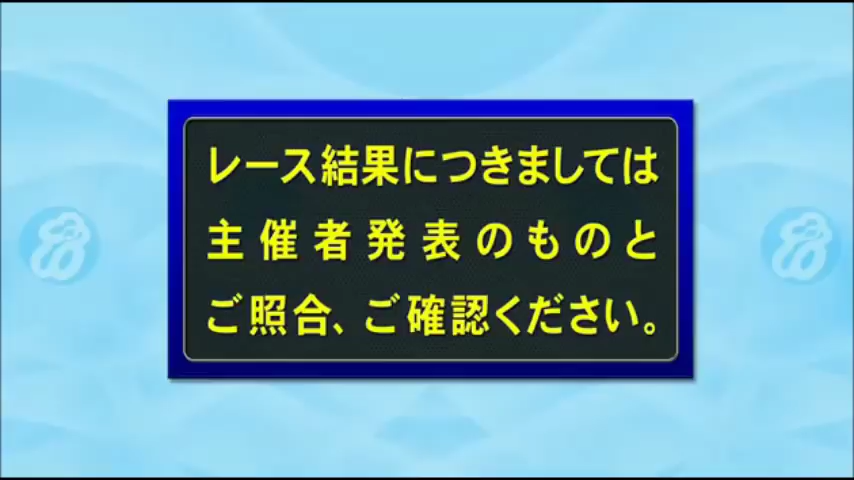 レース結果につきましては
主催者発表のものと
ご照合、ご確認ください。